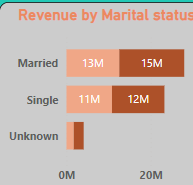 Revenue by Marital status
Married 13M 15M
Single 11M 12M
Unknown
0M 20M